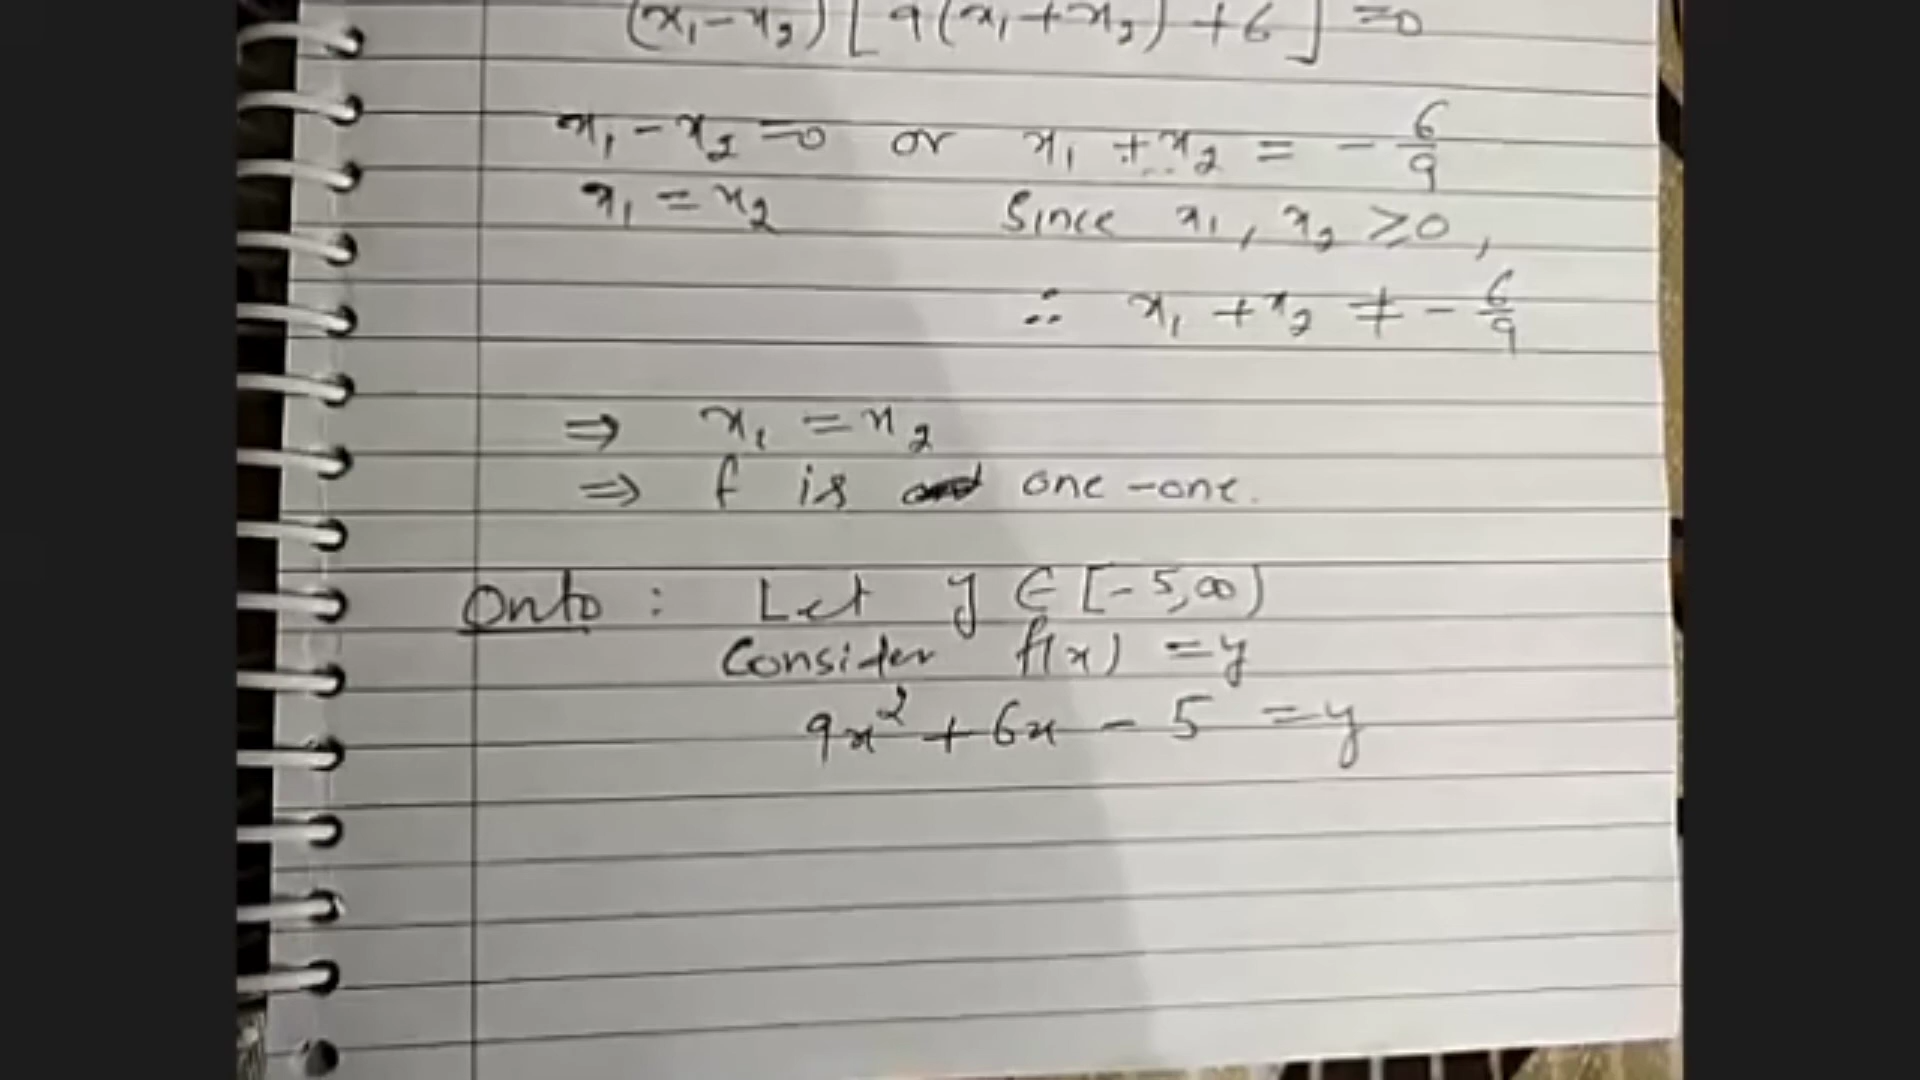 (x₁-x₂)[9(x₁+x₂)+6]=0
x₁-x₂=0 or x₁+x₂ = -6/9
x₁=x₂ Since x₁, x₂ ≥0,
∴ x₁+x₂ ≠ -6/9
⇒ x₁=x₂
⇒ f is one-one.
Onto: Let y ∈ [-5,∞)
Consider f(x) =y
9x²+6x-5=y